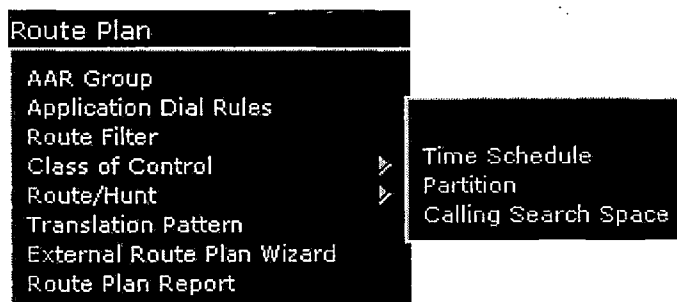 Route Plan
AAR Group
Application Dial Rules
Route Filter
Class of Control
Route/Hunt
Translation Pattern
External Route Plan Wizard
Route Plan Report
Time Schedule
Partition
Calling Search Space